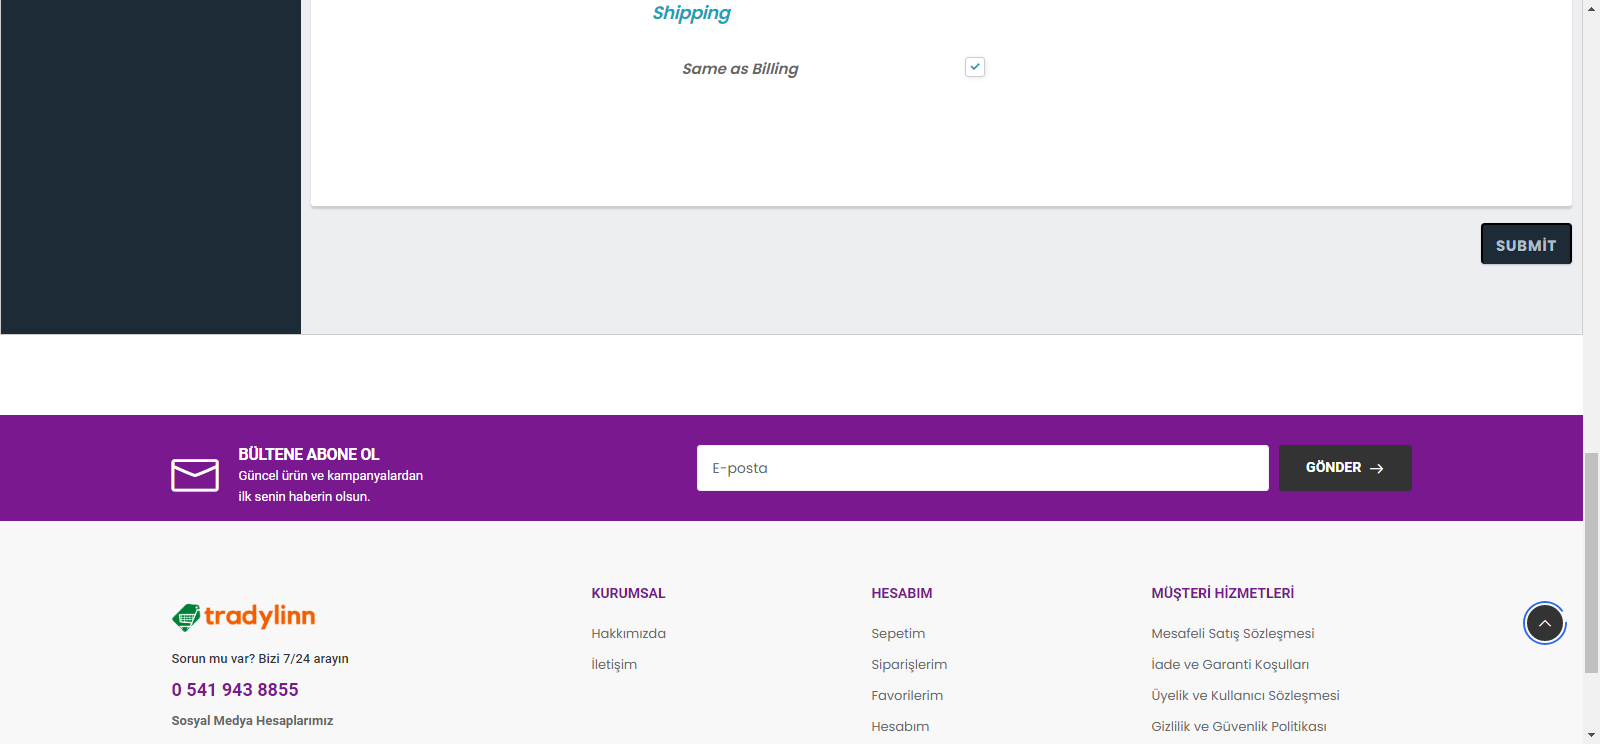 Shipping
Same as Billing
SUBMİT
BÜLTENE ABONE OL
Güncel ürün ve kampanyalardan
ilk senin haberin olsun.
E-posta
GÖNDER
tradylinn
Sorun mu var? Bizi 7/24 arayın
0 541 943 8855
Sosyal Medya Hesaplarımız
KURUMSAL
Hakkımızda
İletişim
HESABIM
Sepetim
Siparişlerim
Favorilerim
Hesabım
MÜŞTERİ HİZMETLERİ
Mesafeli Satış Sözleşmesi
İade ve Garanti Koşulları
Üyelik ve Kullanıcı Sözleşmesi
Gizlilik ve Güvenlik Politikası